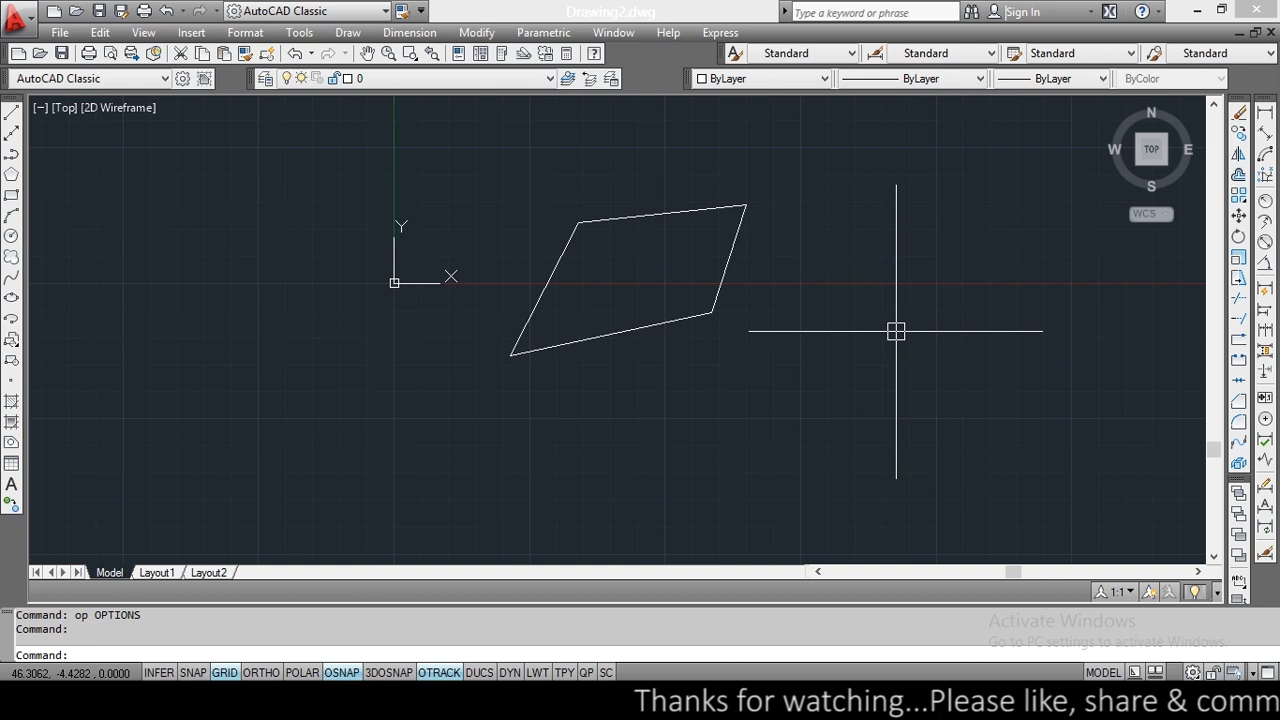 AutoCAD Classic
Drawing2.dwg
Type a keyword or phrase
Sign In
File Edit View Insert Format Tools Draw Dimension Modify Parametric Window Help Express
Standard Standard Standard Standard
AutoCAD Classic 0 ByLayer ByLayer ByLayer ByColor
[−] [Top] [2D Wireframe]
N
W TOP E
S
WCS
Y
X
Model Layout1 Layout2
1:1
Command: op OPTIONS
Command:
Activate Windows
Go to PC settings to activate Windows.
Command:
46.3062, -4.4282, 0.0000 INFER SNAP GRID ORTHO POLAR OSNAP 3DOSNAP OTRACK DUCS DYN LWT TPY QP SC MODEL
Thanks for watching...Please like, share & comm